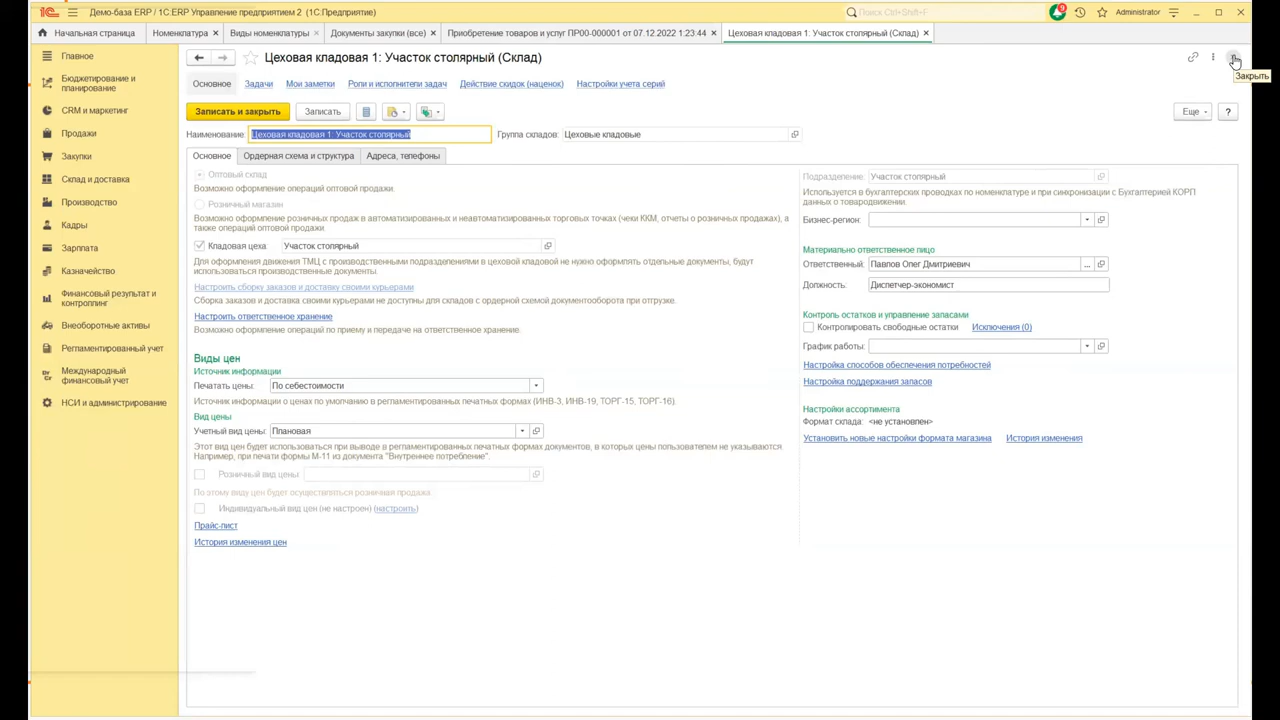 1С Демо-база ERP / 1С:ERP Управление предприятием 2 (1С:Предприятие)
Поиск Ctrl+Shift+F
Administrator
Начальная страница
Номенклатура ×
Виды номенклатуры ×
Документы закупки (все) ×
Приобретение товаров и услуг ПР00-000001 от 07.12.2022 1:23:44 ×
Цеховая кладовая 1: Участок столярный (Склад) ×
Главное
Бюджетирование и
планирование
CRM и маркетинг
Продажи
Закупки
Склад и доставка
Производство
Кадры
Зарплата
Казначейство
Финансовый результат и
контроллинг
Внеоборотные активы
Регламентированный учет
Международный
финансовый учет
НСИ и администрирование
Цеховая кладовая 1: Участок столярный (Склад)
Закрыть
Основное Задачи Мои заметки Роли и исполнители задач Действие скидок (наценок) Настройки учета серий
Записать и закрыть Записать Еще ?
Наименование: Цеховая кладовая 1: Участок столярный Группа складов: Цеховые кладовые
Основное Ордерная схема и структура Адреса, телефоны
Оптовый склад
Возможно оформление операций оптовой продажи.
Розничный магазин
Возможно оформление розничных продаж в автоматизированных и неавтоматизированных торговых точках (чеки ККМ, отчеты о розничных продажах), а
также операций оптовой продажи.
Кладовая цеха Участок столярный
Для оформления движения ТМЦ с производственными подразделениями в цеховой кладовой не нужно оформлять отдельные документы, будут
использоваться производственные документы.
Настроить сборку заказов и доставку своими курьерами
Сборка заказов и доставка своими курьерами не доступны для складов с ордерной схемой документооборота при отгрузке.
Настроить ответственное хранение
Возможно оформление операций по приему и передаче на ответственное хранение.
Виды цен
Источник информации
Печатать цены: По себестоимости
Источник информации о ценах по умолчанию в регламентированных печатных формах (ИНВ-3, ИНВ-19, ТОРГ-15, ТОРГ-16).
Вид цены
Учетный вид цены: Плановая
Этот вид цен будет использоваться при выводе в регламентированных печатных формах документов, в которых цены пользователем не указываются
Например, при печати формы М-11 из документа "Внутреннее потребление".
Розничный вид цены
По этому виду цен будет осуществляться розничная продажа.
Индивидуальный вид цен (не настроен) (настроить)
Прайс-лист
История изменения цен
Подразделение: Участок столярный
Используется в бухгалтерских проводках по номенклатуре и при синхронизации с Бухгалтерией КОРП
данных о товародвижении.
Бизнес-регион:
Материально ответственное лицо
Ответственный: Павлов Олег Дмитриевич ...
Должность: Диспетчер-экономист
Контроль остатков и управление запасами
Контролировать свободные остатки Исключения (0)
График работы:
Настройка способов обеспечения потребностей
Настройка поддержания запасов
Настройки ассортимента
Формат склада: <не установлен>
Установить новые настройки формата магазина История изменения